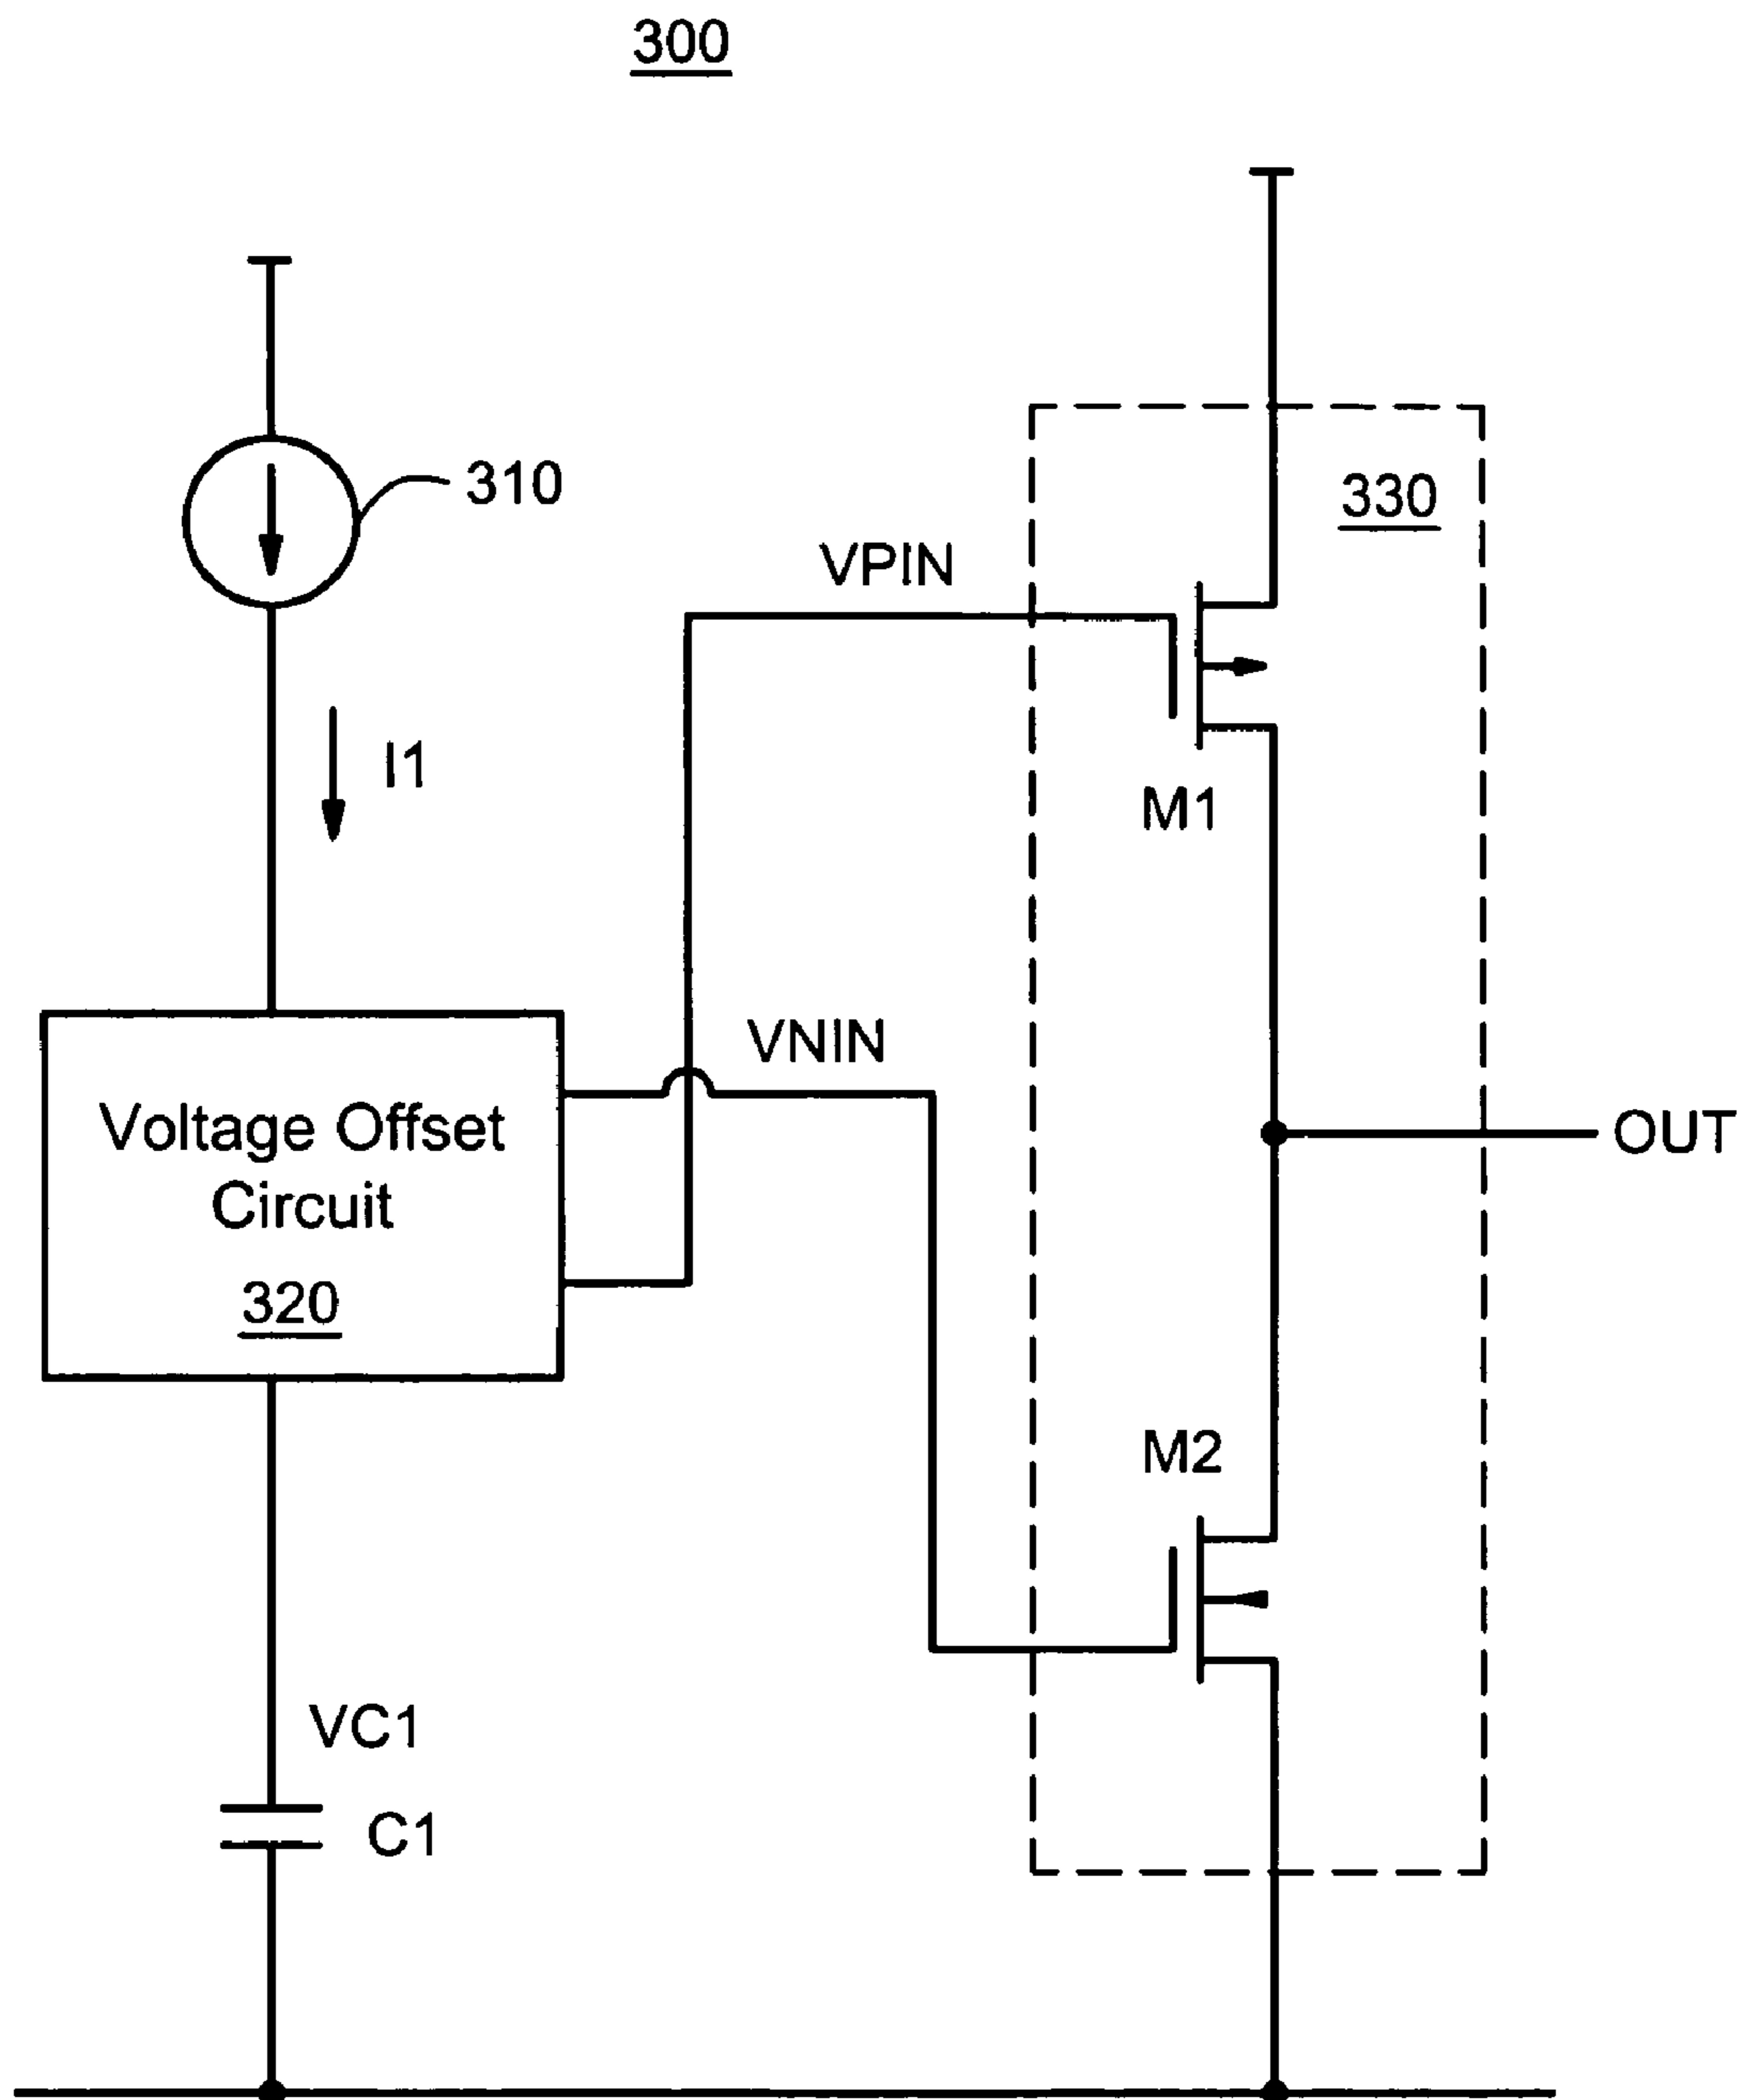 300
310
330
VPIN
I1
M1
VNIN
Voltage Offset
Circuit
320
OUT
M2
VC1
C1